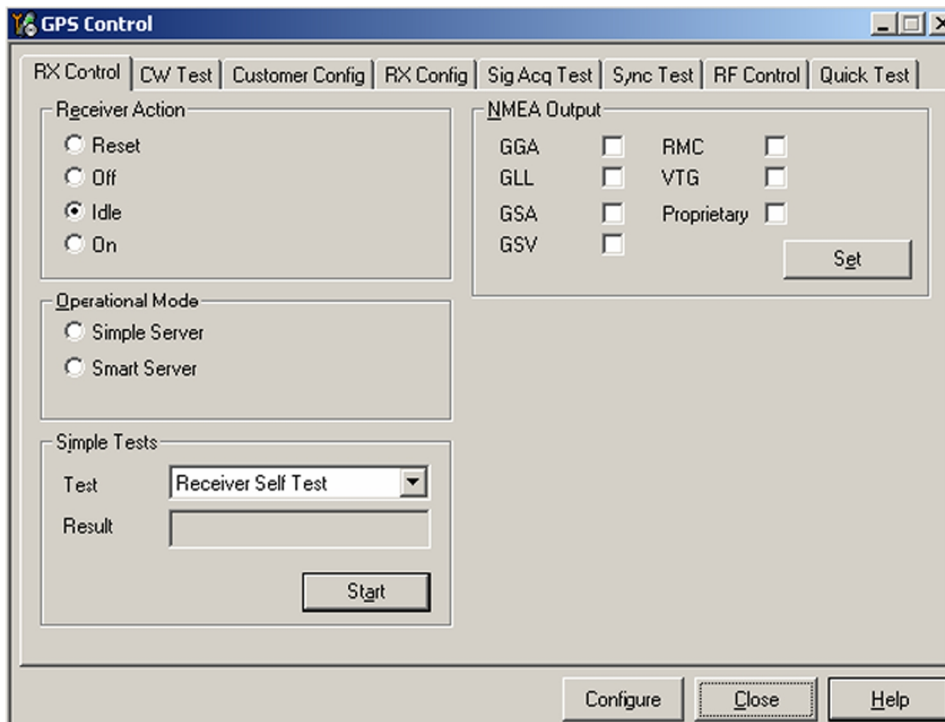 GPS Control
RX Control CW Test Customer Config RX Config Sig Acq Test Sync Test RF Control Quick Test
Receiver Action
Reset
Off
Idle
On
NMEA Output
GGA RMC
GLL VTG
GSA Proprietary
GSV
Set
Operational Mode
Simple Server
Smart Server
Simple Tests
Test Receiver Self Test
Result
Start
Configure Close Help